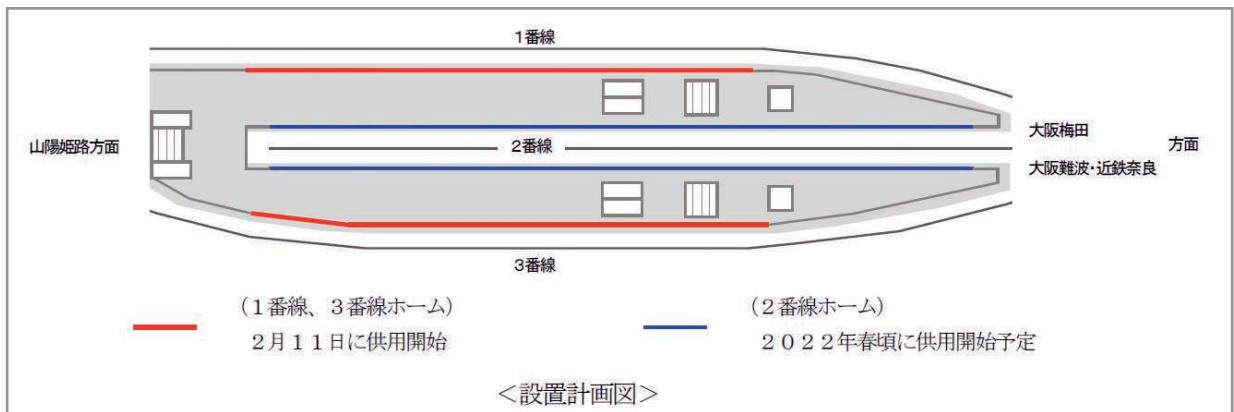 1番線
山陽姫路方面
2番線
大阪梅田
方面
大阪難波・近鉄奈良
3番線
(1番線、3番線ホーム)
2月11日に供用開始
(2番線ホーム)
2022年春頃に供用開始予定
＜設置計画図＞